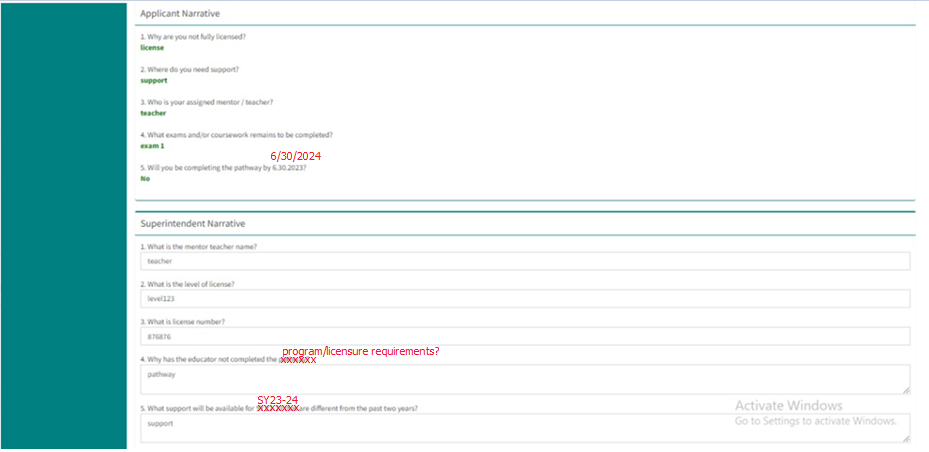 Applicant Narrative
1. Why are you not fully licensed?
license
2. Where do you need support?
support
3. Who is your assigned mentor / teacher?
teacher
4. What exams and/or coursework remains to be completed?
exam 1
6/30/2024
5. Will you be completing the pathway by 6.30.2023?
No
Superintendent Narrative
1. What is the mentor teacher name?
teacher
2. What is the level of license?
level123
3. What is license number?
876876
program/licensure requirements?
4. Why has the educator not completed the xxxxxx
pathway
SY23-24
5. What support will be available for xxxxxxx are different from the past two years?
support
Activate Windows
Go to Settings to activate Windows.